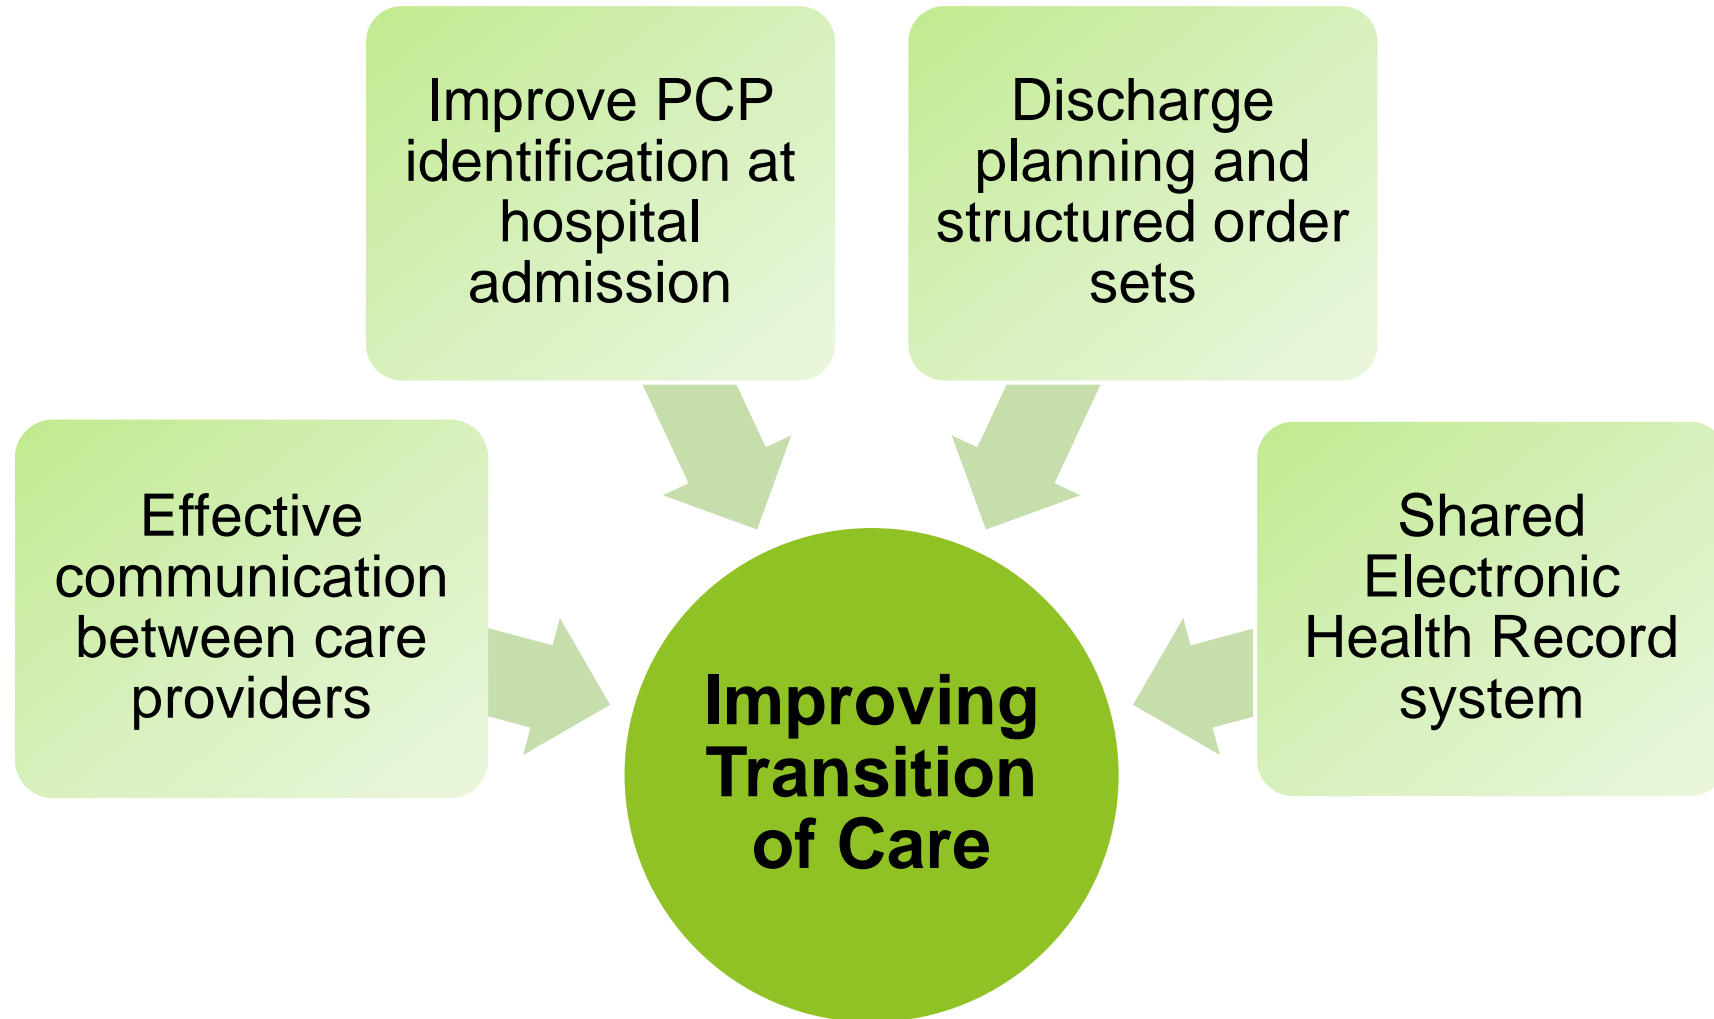 Improve PCP
identification at
hospital
admission
Discharge
planning and
structured order
sets
Effective
communication
between care
providers
Shared
Electronic
Health Record
system
Improving
Transition
of Care